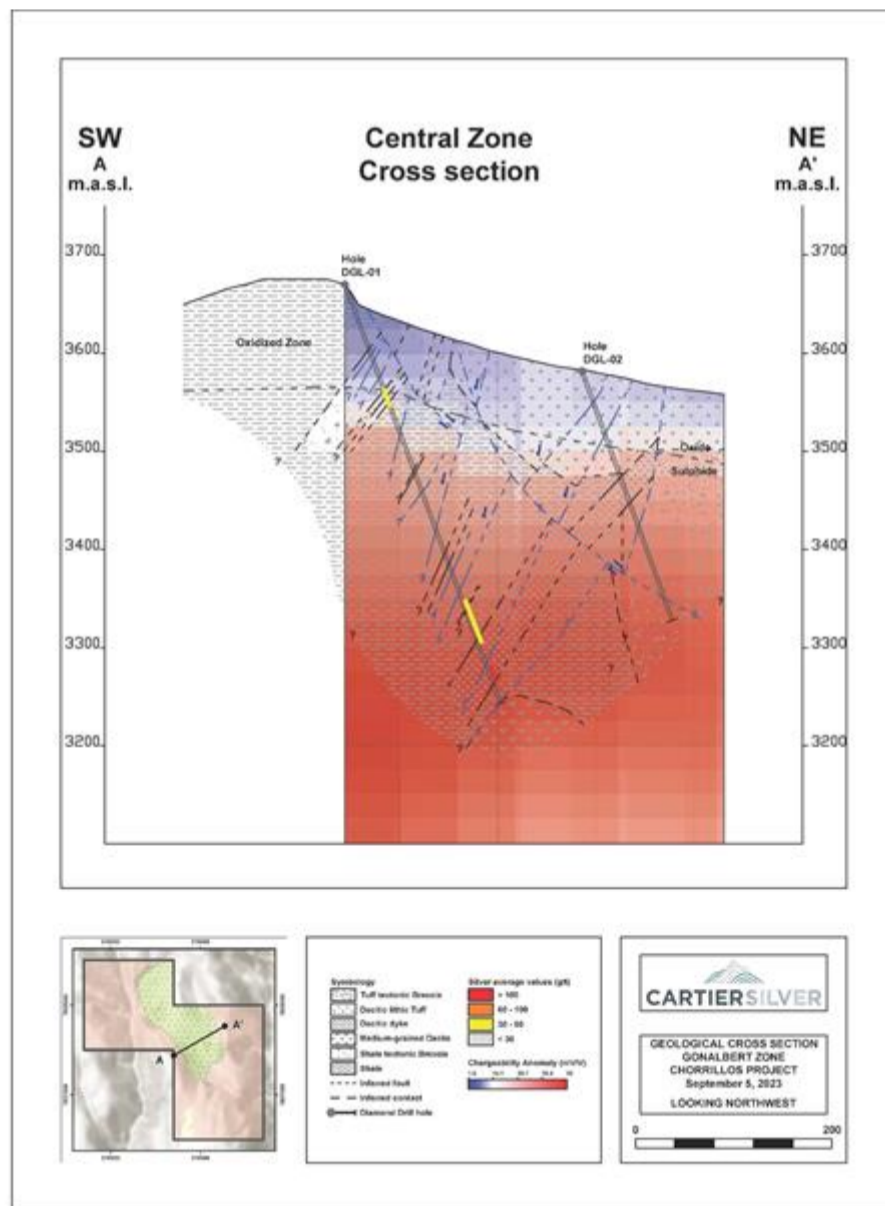 SW
A
m.a.s.l.
Central Zone
Cross section
NE
A'
m.a.s.l.
3700
3600
3500
3400
3300
3200
3700
3600
3500
3400
3300
3200
Hole
DGL-01
Hole
DGL-02
Oxidized Zone
Oxide
Sulphide
?
?
?
?
?
?
?
A
A'
Symbology
Tuff tectonic Breccia
Dacitic lithic Tuff
Dacitic dyke
Medium-grained Dacite
Shale tectonic Breccia
Shale
Inferred fault
Inferred contact
Diamond Drill hole
Silver average values (g/t)
> 100
60 - 100
30 - 60
< 30
Chargeability Anomaly (mV/V)
CARTIER SILVER
GEOLOGICAL CROSS SECTION
GONALBERT ZONE
CHORRILLOS PROJECT
September 5, 2023
LOOKING NORTHWEST
0 200